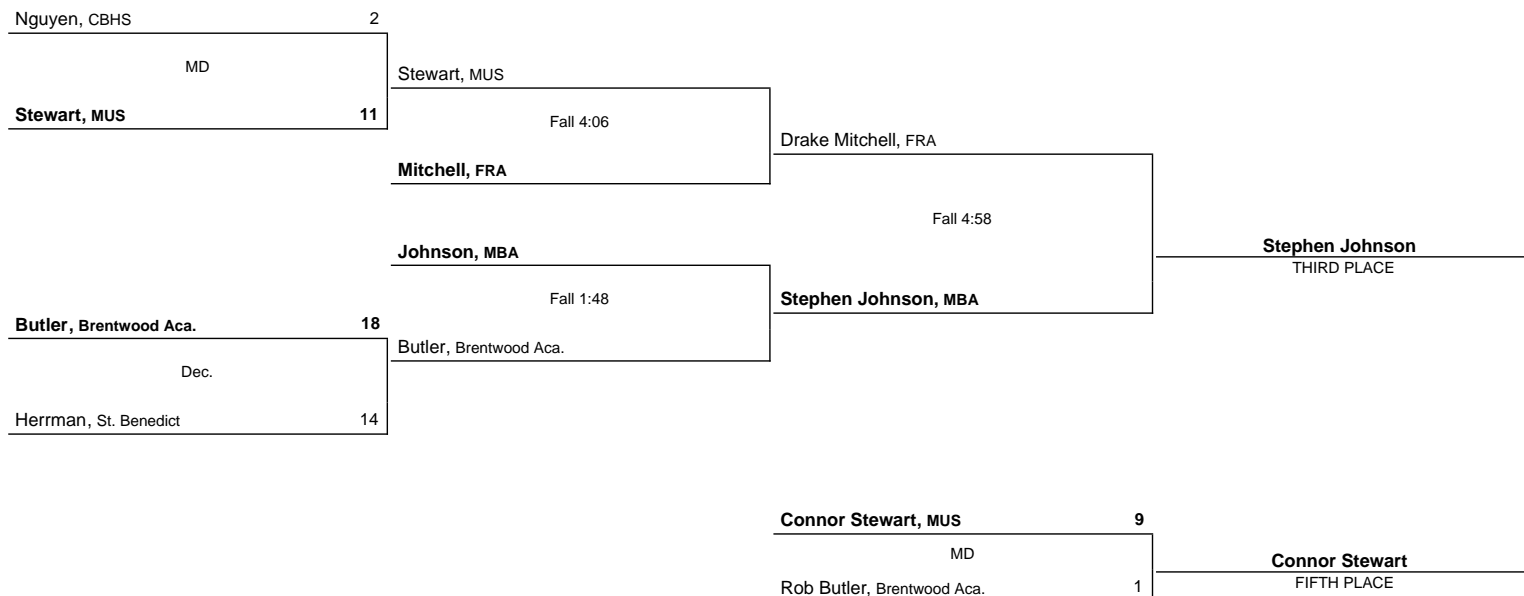 Nguyen, CBHS 2
MD
Stewart, MUS 11
Stewart, MUS
Fall 4:06
Mitchell, FRA
Drake Mitchell, FRA
Fall 4:58
Johnson, MBA
Fall 1:48
Stephen Johnson, MBA
Stephen Johnson
THIRD PLACE
Butler, Brentwood Aca. 18
Dec.
Herrman, St. Benedict 14
Butler, Brentwood Aca.
Connor Stewart, MUS 9
MD
Rob Butler, Brentwood Aca. 1
Connor Stewart
FIFTH PLACE